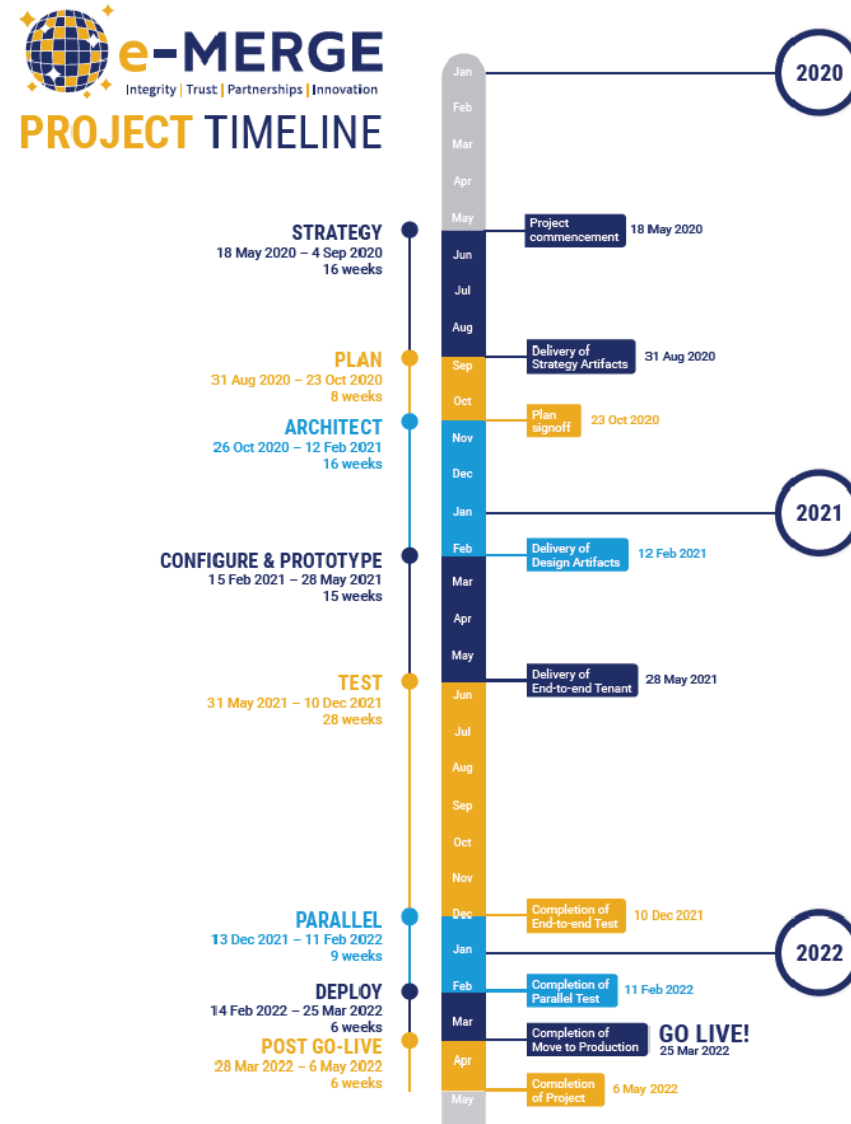 e-MERGE
Integrity | Trust | Partnerships | Innovation
PROJECT TIMELINE
STRATEGY
18 May 2020 – 4 Sep 2020
16 weeks
PLAN
31 Aug 2020 – 23 Oct 2020
8 weeks
ARCHITECT
26 Oct 2020 – 12 Feb 2021
16 weeks
CONFIGURE & PROTOTYPE
15 Feb 2021 – 28 May 2021
15 weeks
TEST
31 May 2021 – 10 Dec 2021
28 weeks
PARALLEL
13 Dec 2021 – 11 Feb 2022
9 weeks
DEPLOY
14 Feb 2022 – 25 Mar 2022
6 weeks
POST GO-LIVE
28 Mar 2022 – 6 May 2022
6 weeks
Jan
Feb
Mar
Apr
May
Jun
Jul
Aug
Sep
Oct
Nov
Dec
Jan
Feb
Mar
Apr
May
Jun
Jul
Aug
Sep
Oct
Nov
Dec
Jan
Feb
Mar
Apr
May
2020
Project
commencement
18 May 2020
Delivery of
Strategy Artifacts
31 Aug 2020
Plan
signoff
23 Oct 2020
2021
Delivery of
Design Artifacts
12 Feb 2021
Delivery of
End-to-end Tenant
28 May 2021
Completion of
End-to-end Test
10 Dec 2021
2022
Completion of
Parallel Test
11 Feb 2022
Completion of
Move to Production
GO LIVE!
25 Mar 2022
Completion
of Project
6 May 2022